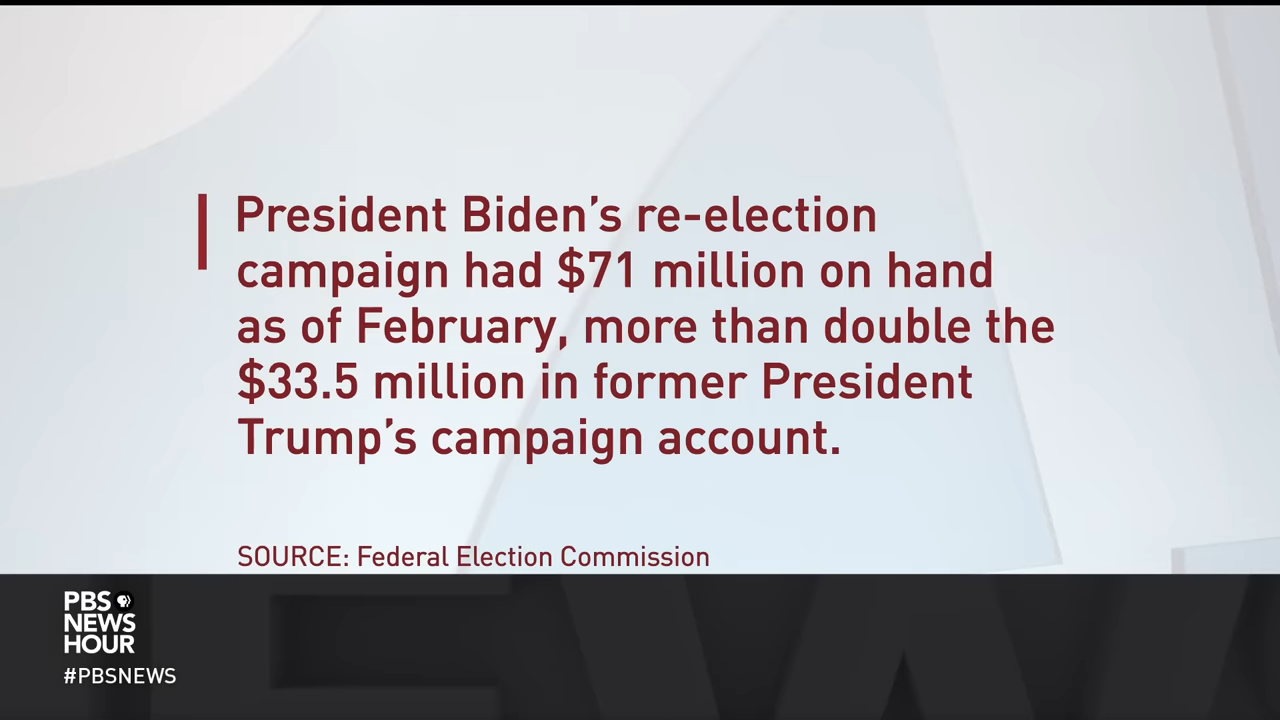 President Biden’s re-election
campaign had $71 million on hand
as of February, more than double the
$33.5 million in former President
Trump’s campaign account.
SOURCE: Federal Election Commission
PBS
NEWS
HOUR
#PBSNEWS